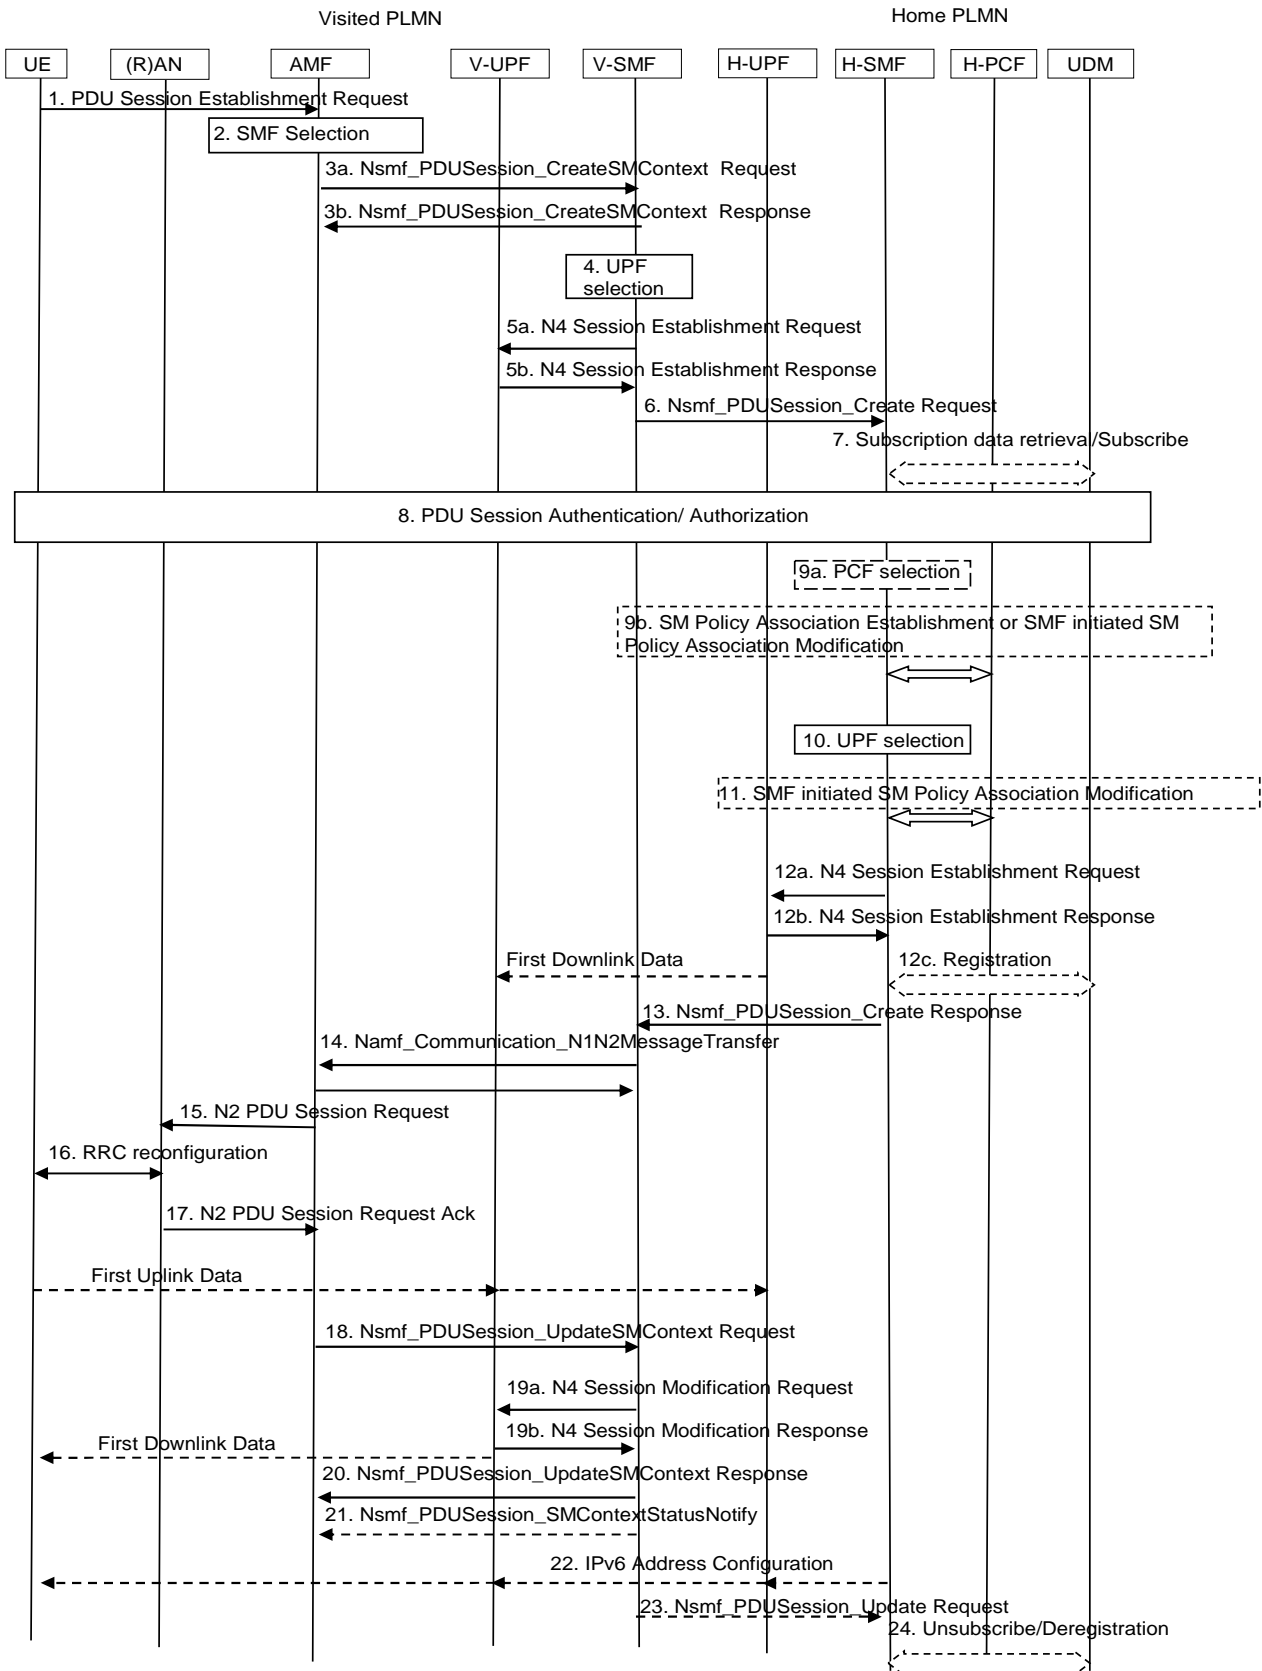 Visited PLMN
Home PLMN
UE
(R)AN
AMF
V-UPF
V-SMF
H-UPF
H-SMF
H-PCF
UDM
1. PDU Session Establishment Request
2. SMF Selection
3a. Nsmf_PDUSession_CreateSMContext Request
3b. Nsmf_PDUSession_CreateSMContext Response
4. UPF
selection
5a. N4 Session Establishment Request
5b. N4 Session Establishment Response
6. Nsmf_PDUSession_Create Request
7. Subscription data retrieval/Subscribe
8. PDU Session Authentication/ Authorization
9a. PCF selection
9b. SM Policy Association Establishment or SMF initiated SM
Policy Association Modification
10. UPF selection
11. SMF initiated SM Policy Association Modification
12a. N4 Session Establishment Request
12b. N4 Session Establishment Response
First Downlink Data
12c. Registration
13. Nsmf_PDUSession_Create Response
14. Namf_Communication_N1N2MessageTransfer
15. N2 PDU Session Request
16. RRC reconfiguration
17. N2 PDU Session Request Ack
First Uplink Data
18. Nsmf_PDUSession_UpdateSMContext Request
19a. N4 Session Modification Request
19b. N4 Session Modification Response
First Downlink Data
20. Nsmf_PDUSession_UpdateSMContext Response
21. Nsmf_PDUSession_SMContextStatusNotify
22. IPv6 Address Configuration
23. Nsmf_PDUSession_Update Request
24. Unsubscribe/Deregistration